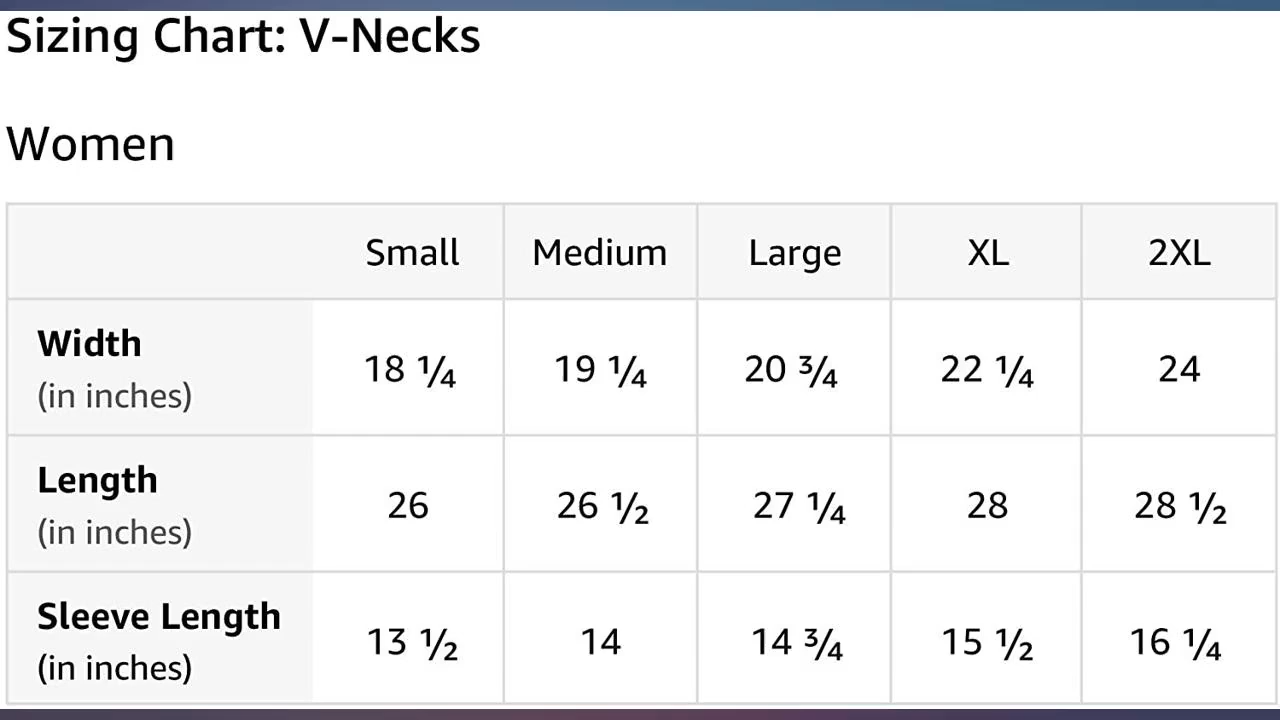 Sizing Chart: V-Necks
Women
Small Medium Large XL 2XL
Width
(in inches)
18 ¼ 19 ¼ 20 ¾ 22 ¼ 24
Length
(in inches)
26 26 ½ 27 ¼ 28 28 ½
Sleeve Length
(in inches)
13 ½ 14 14 ¾ 15 ½ 16 ¼